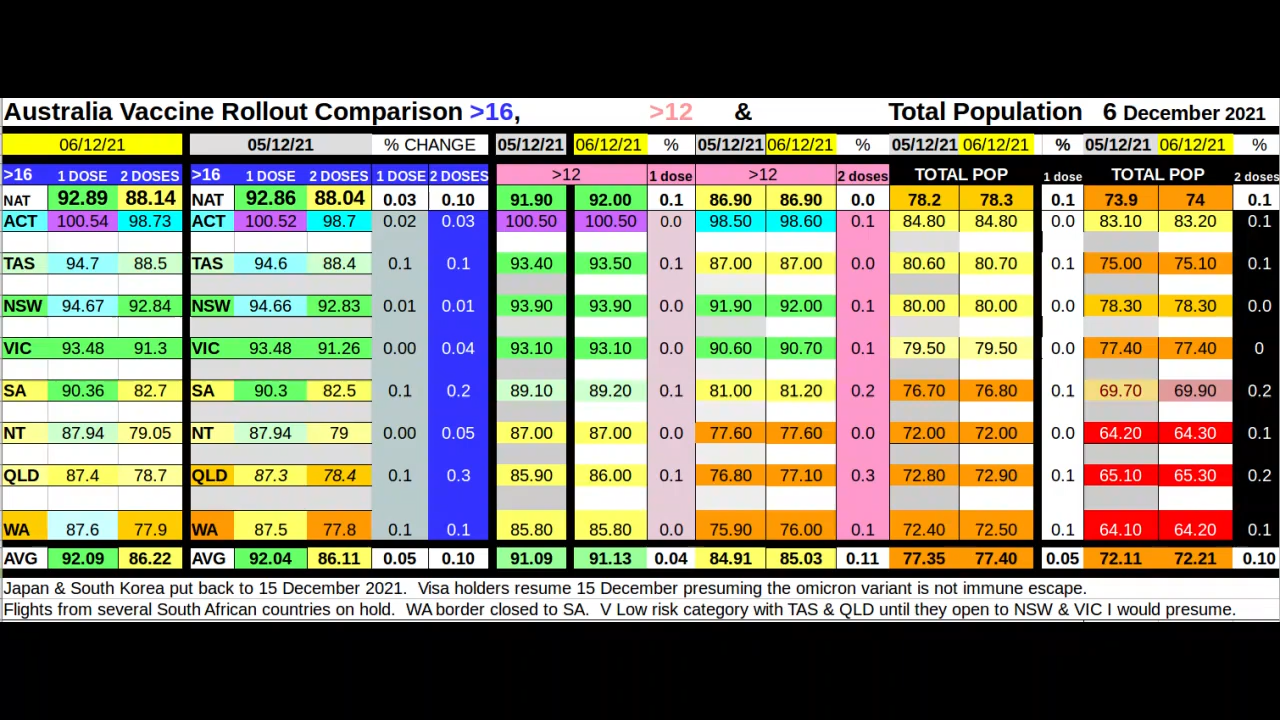 Australia Vaccine Rollout Comparison >16, >12 & Total Population 6 December 2021
06/12/21 05/12/21 % CHANGE 05/12/21 06/12/21 % 05/12/21 06/12/21 % 05/12/21 06/12/21 % 05/12/21 06/12/21 %
>16 1 DOSE 2 DOSES >16 1 DOSE 2 DOSES 1 DOSE 2 DOSES >12 1 dose >12 2 doses TOTAL POP 1 dose TOTAL POP 2 doses
NAT 92.89 88.14 NAT 92.86 88.04 0.03 0.10 91.90 92.00 0.1 86.90 86.90 0.0 78.2 78.3 0.1 73.9 74 0.1
ACT 100.54 98.73 ACT 100.52 98.7 0.02 0.03 100.50 100.50 0.0 98.50 98.60 0.1 84.80 84.80 0.0 83.10 83.20 0.1
TAS 94.7 88.5 TAS 94.6 88.4 0.1 0.1 93.40 93.50 0.1 87.00 87.00 0.0 80.60 80.70 0.1 75.00 75.10 0.1
NSW 94.67 92.84 NSW 94.66 92.83 0.01 0.01 93.90 93.90 0.0 91.90 92.00 0.1 80.00 80.00 0.0 78.30 78.30 0.0
VIC 93.48 91.3 VIC 93.48 91.26 0.00 0.04 93.10 93.10 0.0 90.60 90.70 0.1 79.50 79.50 0.0 77.40 77.40 0
SA 90.36 82.7 SA 90.3 82.5 0.1 0.2 89.10 89.20 0.1 81.00 81.20 0.2 76.70 76.80 0.1 69.70 69.90 0.2
NT 87.94 79.05 NT 87.94 79 0.00 0.05 87.00 87.00 0.0 77.60 77.60 0.0 72.00 72.00 0.0 64.20 64.30 0.1
QLD 87.4 78.7 QLD 87.3 78.4 0.1 0.3 85.90 86.00 0.1 76.80 77.10 0.3 72.80 72.90 0.1 65.10 65.30 0.2
WA 87.6 77.9 WA 87.5 77.8 0.1 0.1 85.80 85.80 0.0 75.90 76.00 0.1 72.40 72.50 0.1 64.10 64.20 0.1
AVG 92.09 86.22 AVG 92.04 86.11 0.05 0.10 91.09 91.13 0.04 84.91 85.03 0.11 77.35 77.40 0.05 72.11 72.21 0.10
Japan & South Korea put back to 15 December 2021. Visa holders resume 15 December presuming the omicron variant is not immune escape.
Flights from several South African countries on hold. WA border closed to SA. V Low risk category with TAS & QLD until they open to NSW & VIC I would presume.